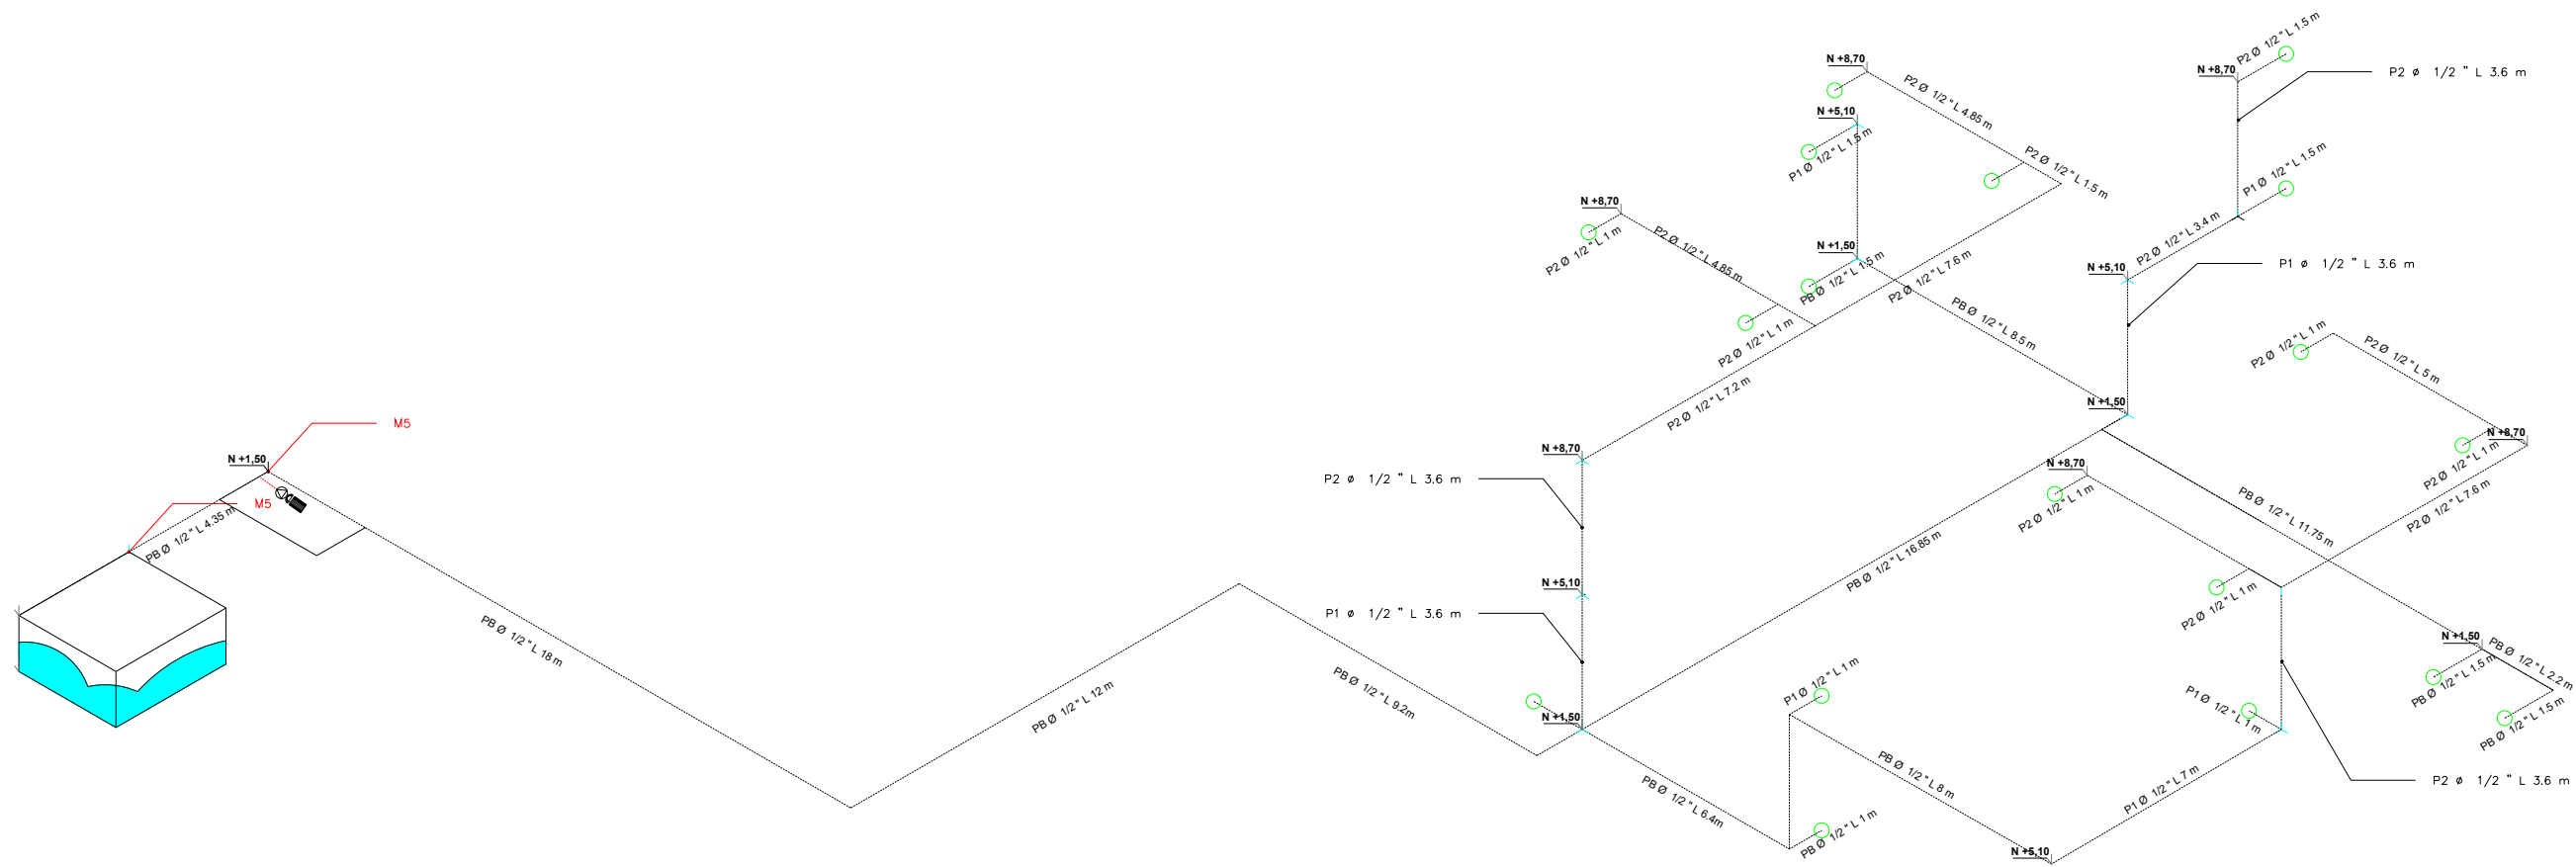 P2 Ø 1/2" L 1.5 m
N +8,70
P2 ø 1/2 " L 3.6 m
N +8,70
P2 Ø 1/2" L 4.85 m
N +5,10
P1 Ø 1/2" L 1.5 m
P2 Ø 1/2" L 1.5 m
P1 Ø 1/2" L 1.5 m
N +8,70
P2 Ø 1/2" L 1 m
P2 Ø 1/2" L 4.85 m
N +1,50
PB Ø 1/2" L 1.5 m
P2 Ø 1/2" L 7.6 m
P2 Ø 1/2" L 3.4 m
N +5,10
P1 ø 1/2 " L 3.6 m
P2 Ø 1/2" L 1 m
PB Ø 1/2" L 8.5 m
P2 Ø 1/2" L 1 m
P2 Ø 1/2" L 5 m
P2 Ø 1/2" L 7.2 m
N +1,50
M5
N +1,50
M5
PB Ø 1/2" L 4.35 m
N +8,70
P2 ø 1/2 " L 3.6 m
N +8,70
P2 Ø 1/2" L 1 m
N +8,70
P2 Ø 1/2" L 1 m
P2 Ø 1/2" L 7.6 m
PB Ø 1/2" L 11.75 m
PB Ø 1/2" L 16.85 m
N +5,10
P1 ø 1/2 " L 3.6 m
P2 Ø 1/2" L 1 m
PB Ø 1/2" L 18 m
N +1,50
PB Ø 1/2" L 2.2 m
PB Ø 1/2" L 1.5 m
PB Ø 1/2" L 1.5 m
PB Ø 1/2" L 12 m
PB Ø 1/2" L 9.2m
N +1,50
P1 Ø 1/2" L 1 m
P1 Ø 1/2" L 1 m
PB Ø 1/2" L 8 m
P1 Ø 1/2" L 7 m
P2 ø 1/2 " L 3.6 m
PB Ø 1/2" L 6.4m
PB Ø 1/2" L 1 m
N +5,10